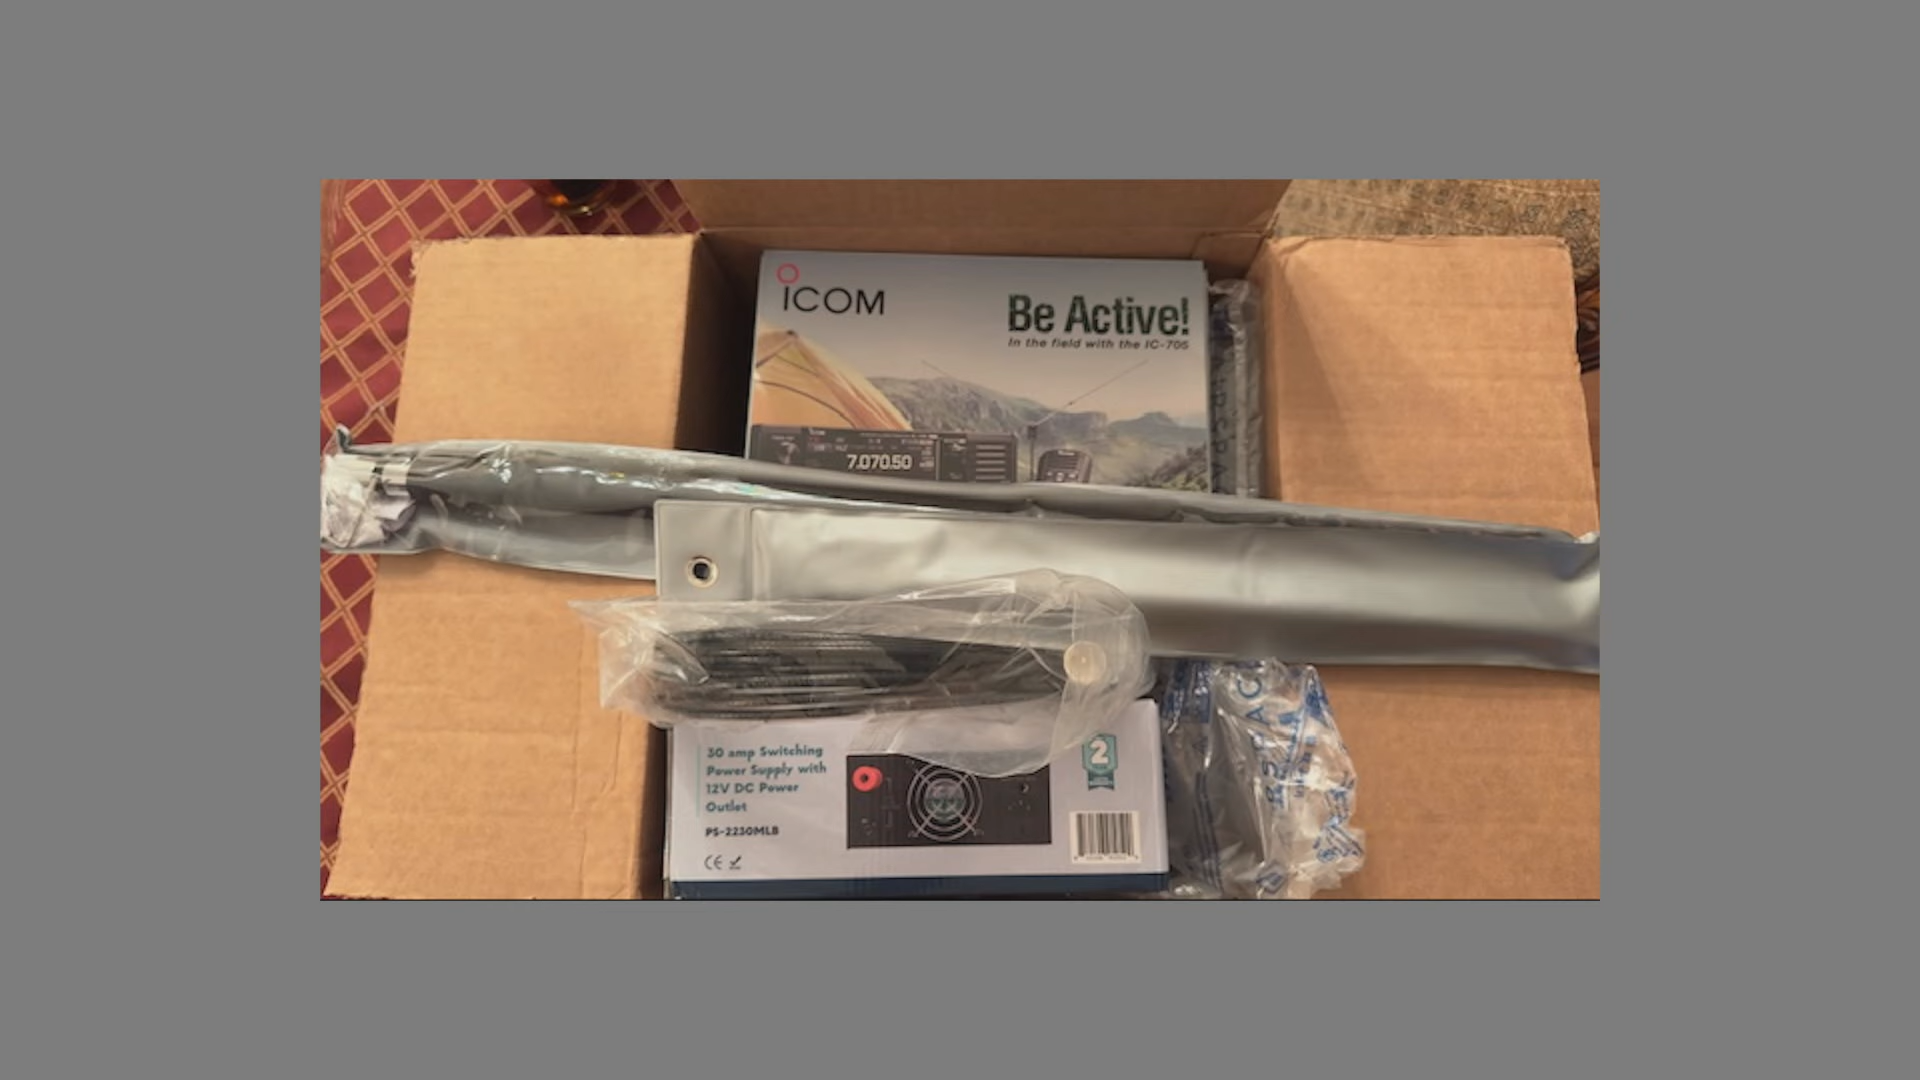 ICOM
Be Active!
In the field with the IC-705
7.070.50
30 amp Switching
Power Supply with
12V DC Power
Outlet
PS-2230MLB
CE
2